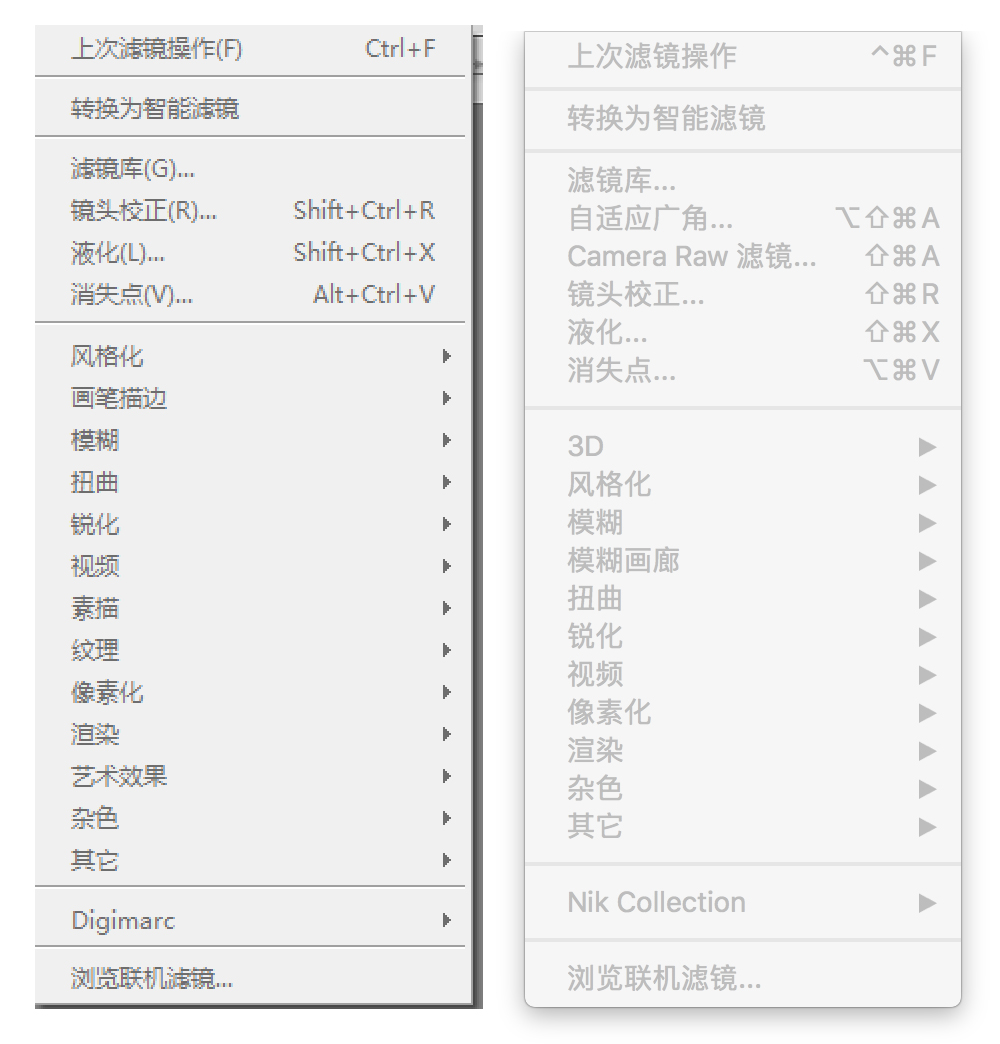 上次滤镜操作(F) Ctrl+F
转换为智能滤镜
滤镜库(G)...
镜头校正(R)... Shift+Ctrl+R
液化(L)... Shift+Ctrl+X
消失点(V)... Alt+Ctrl+V
风格化
画笔描边
模糊
扭曲
锐化
视频
素描
纹理
像素化
渲染
艺术效果
杂色
其它
Digimarc
浏览联机滤镜...
上次滤镜操作 ^⌘F
转换为智能滤镜
滤镜库...
自适应广角... ⌥⇧⌘A
Camera Raw 滤镜... ⇧⌘A
镜头校正... ⇧⌘R
液化... ⇧⌘X
消失点... ⌥⌘V
3D
风格化
模糊
模糊画廊
扭曲
锐化
视频
像素化
渲染
杂色
其它
Nik Collection
浏览联机滤镜...